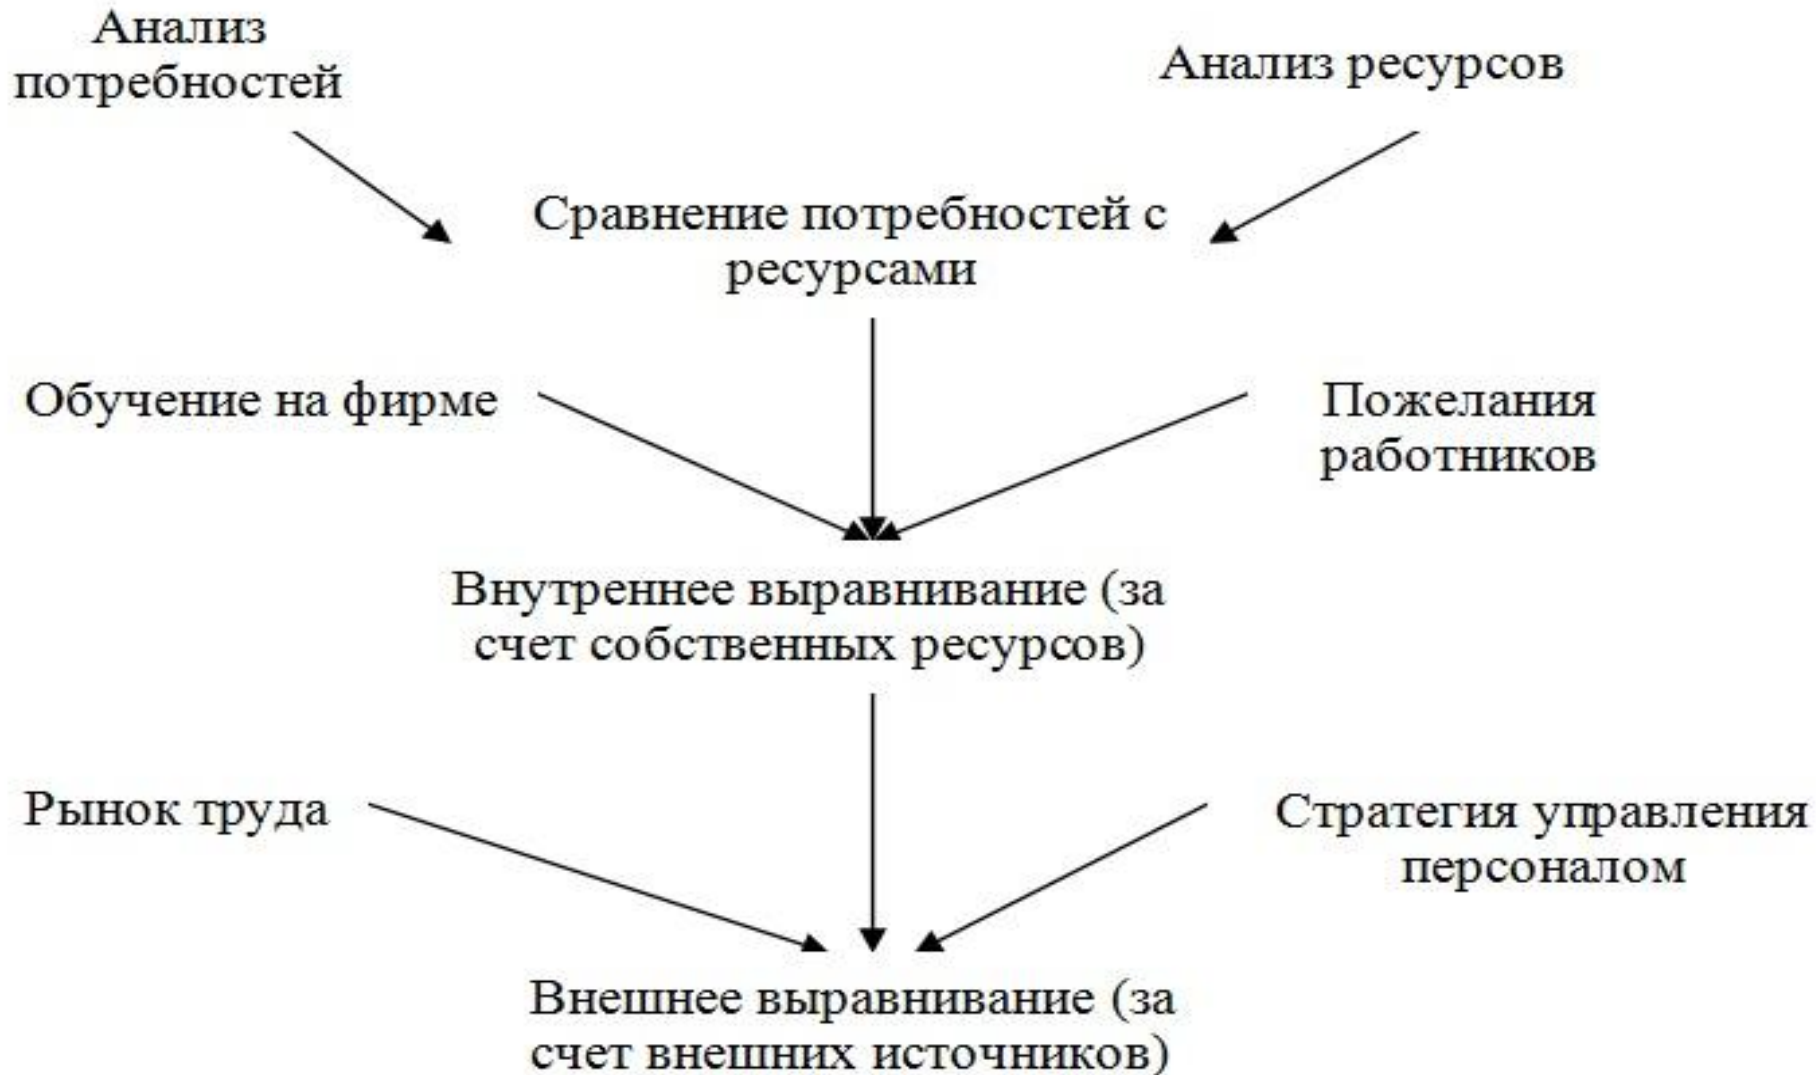 Анализ
потребностей
Анализ ресурсов
Сравнение потребностей с
ресурсами
Обучение на фирме
Пожелания
работников
Внутреннее выравнивание (за
счет собственных ресурсов)
Рынок труда
Стратегия управления
персоналом
Внешнее выравнивание (за
счет внешних источников)